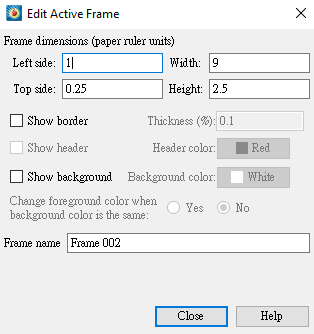 Edit Active Frame
Frame dimensions (paper ruler units)
Left side: 1 Width: 9
Top side: 0.25 Height: 2.5
Show border Thickness (%): 0.1
Show header Header color: Red
Show background Background color: White
Change foreground color when
background color is the same: Yes No
Frame name Frame 002
Close Help